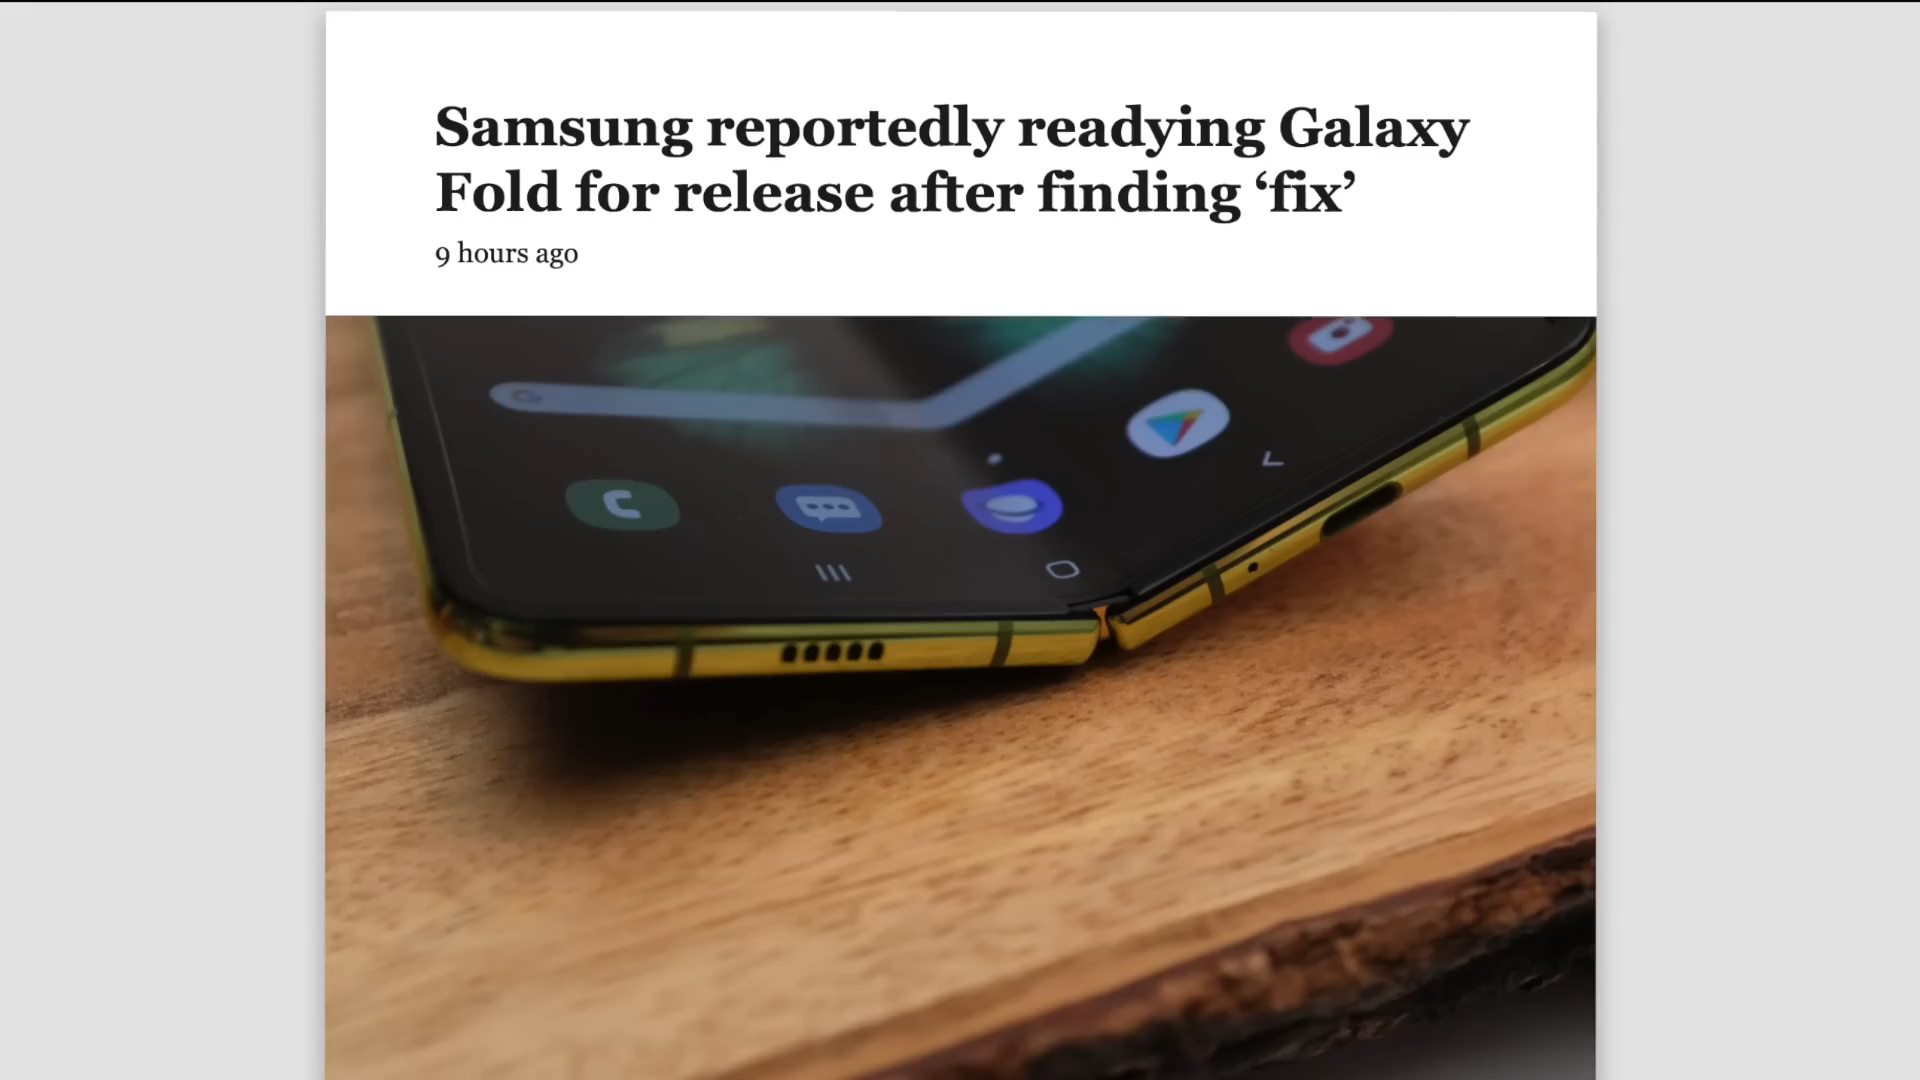 Samsung reportedly readying Galaxy
Fold for release after finding ‘fix’
9 hours ago